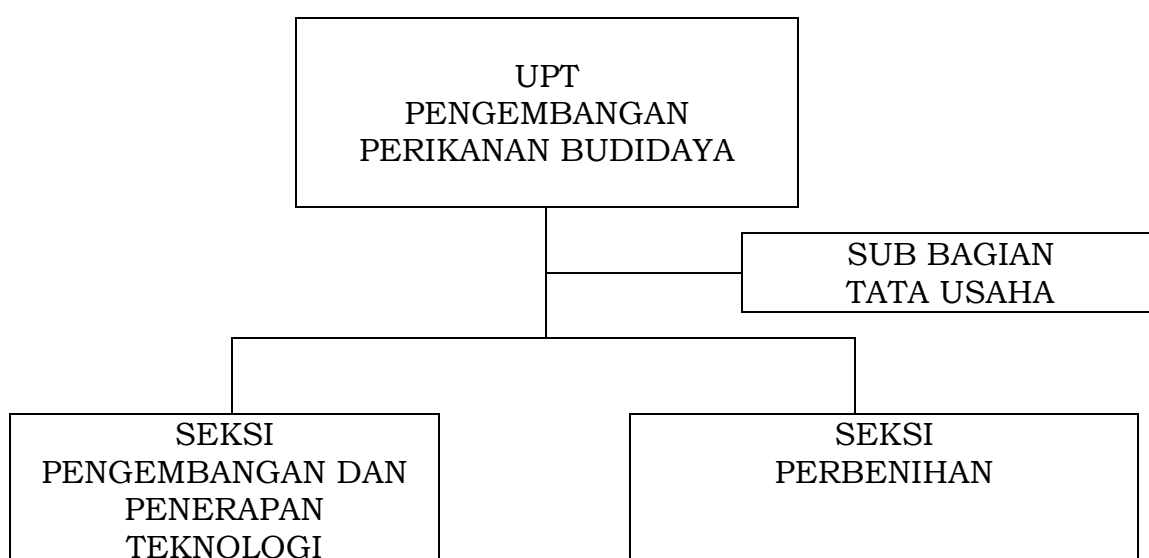 UPT
PENGEMBANGAN
PERIKANAN BUDIDAYA
SUB BAGIAN
TATA USAHA
SEKSI
PENGEMBANGAN DAN
PENERAPAN
TEKNOLOGI
SEKSI
PERBENIHAN